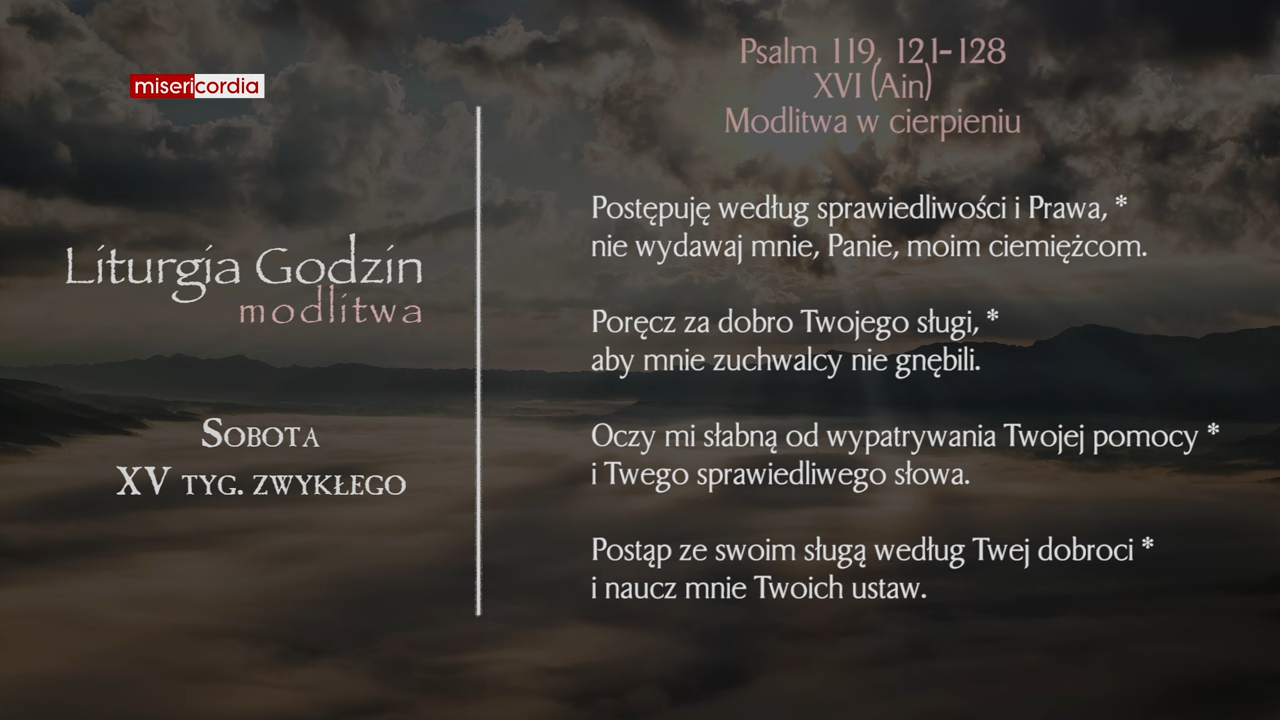 misericordia
Liturgia Godzin
modlitwa
Sobota
XV tyg. zwykłego
Psalm 119, 121-128
XVI (Ain)
Modlitwa w cierpieniu
Postępuję według sprawiedliwości i Prawa, *
nie wydawaj mnie, Panie, moim ciemięzcom.
Poręcz za dobro Twojego sługi, *
aby mnie zuchwalcy nie gnębili.
Oczy mi słabną od wypatrywania Twojej pomocy *
i Twego sprawiedliwego słowa.
Postąp ze swoim sługą według Twej dobroci *
i naucz mnie Twoich ustaw.